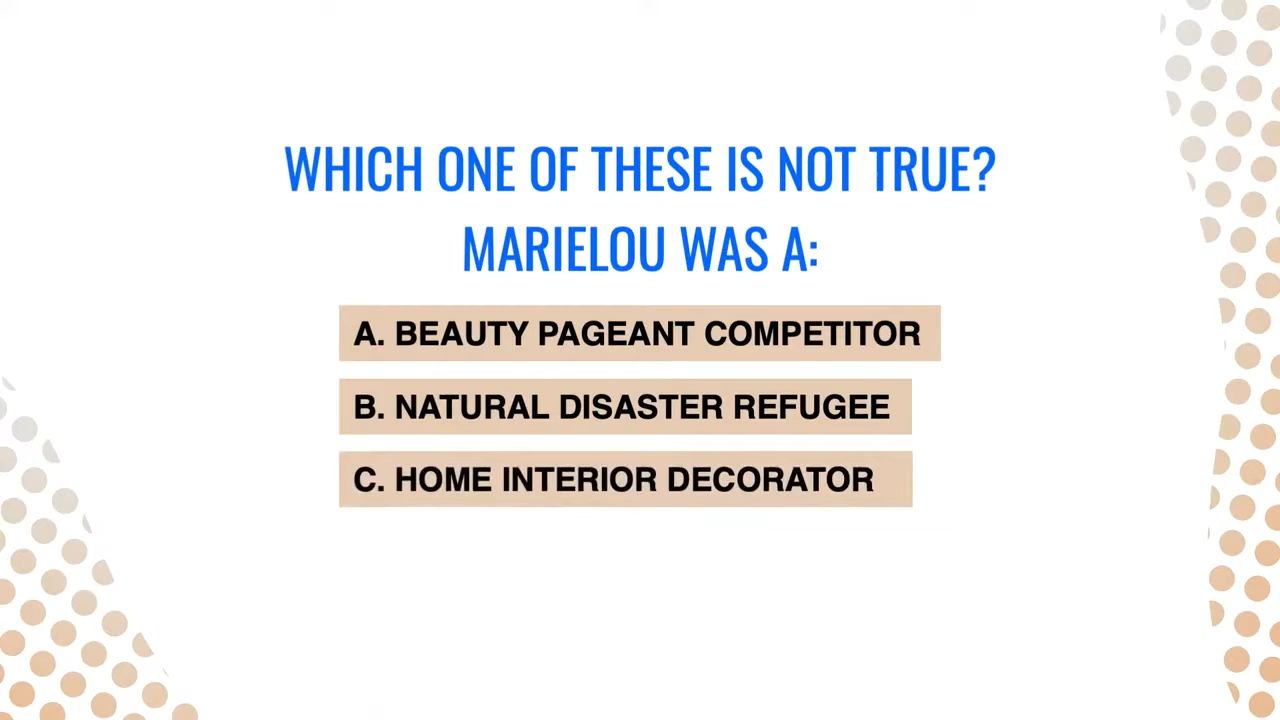 WHICH ONE OF THESE IS NOT TRUE?
MARIELOU WAS A:
A. BEAUTY PAGEANT COMPETITOR
B. NATURAL DISASTER REFUGEE
C. HOME INTERIOR DECORATOR